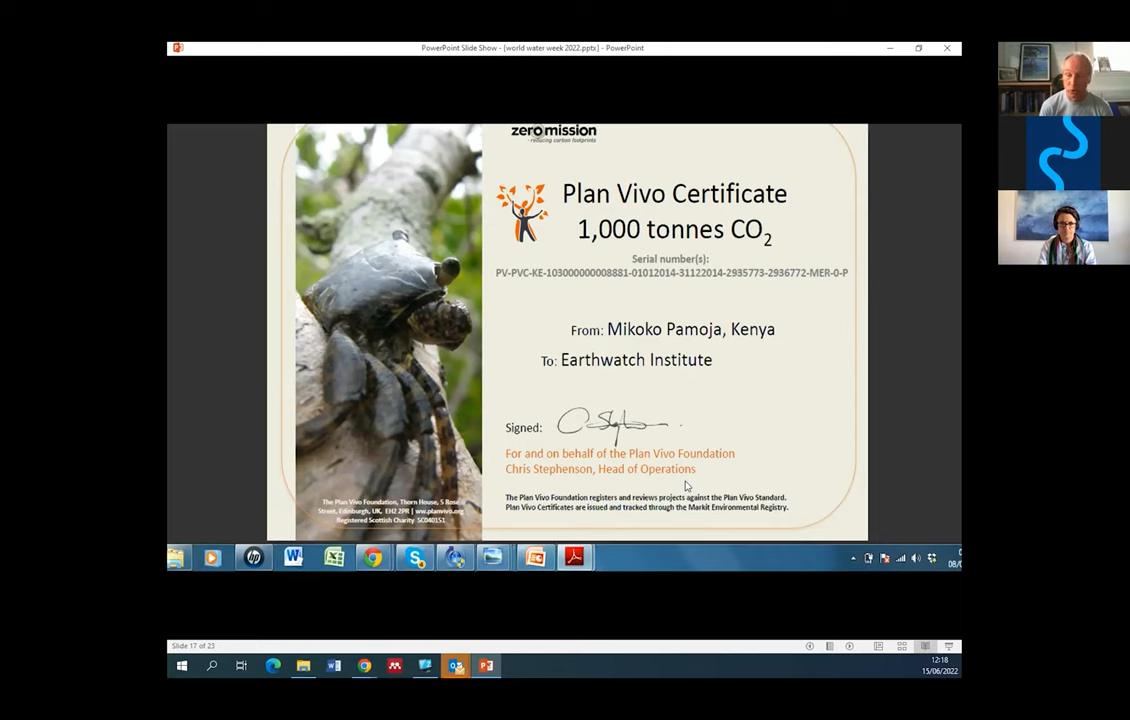 PowerPoint Slide Show - [world water week 2022.pptx] - PowerPoint
zeromission
- reducing carbon footprints
Plan Vivo Certificate
1,000 tonnes CO2
Serial number(s):
PV-PVC-KE-103000000008881-01012014-31122014-2935773-2936772-MER-0-P
From: Mikoko Pamoja, Kenya
To: Earthwatch Institute
Signed:
For and on behalf of the Plan Vivo Foundation
Chris Stephenson, Head of Operations
The Plan Vivo Foundation registers and reviews projects against the Plan Vivo Standard.
Plan Vivo Certificates are issued and tracked through the Markit Environmental Registry.
The Plan Vivo Foundation, Thorn House, 5 Rose
Street, Edinburgh, UK, EH2 2PR | ww.planvivo.org
Registered Scottish Charity SC040151
Slide 17 of 23
12:18
15/06/2022